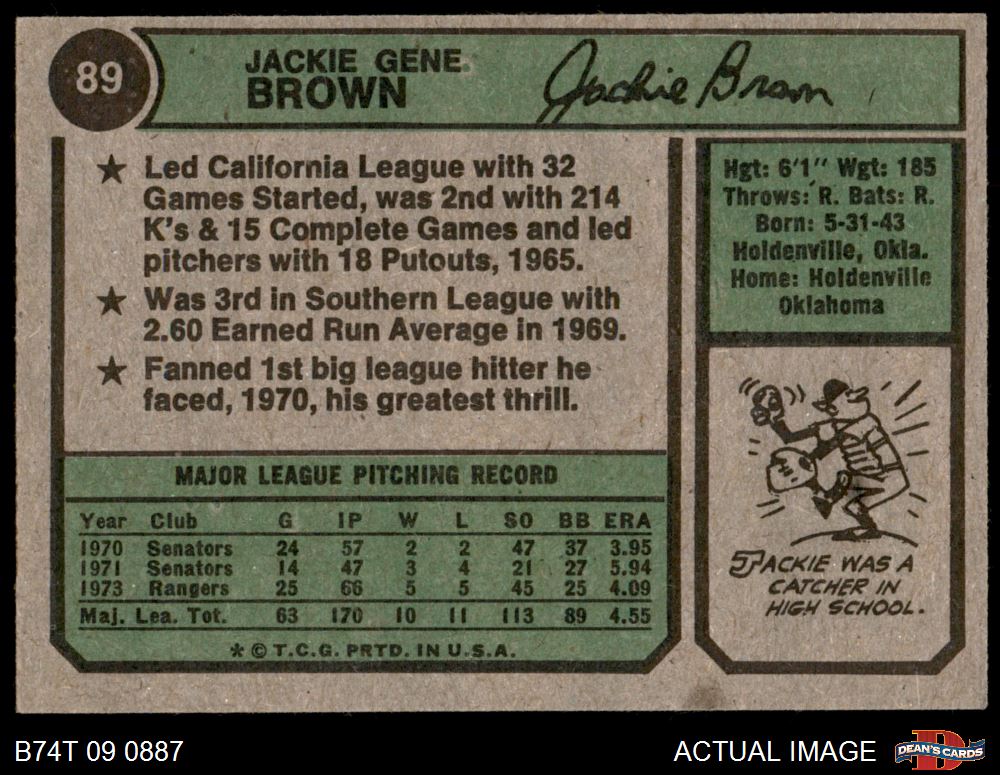 89
JACKIE GENE
BROWN
Jackie Brown
★ Led California League with 32
Games Started, was 2nd with 214
K's & 15 Complete Games and led
pitchers with 18 Putouts, 1965.
★ Was 3rd in Southern League with
2.60 Earned Run Average in 1969.
★ Fanned 1st big league hitter he
faced, 1970, his greatest thrill.
Hgt: 6'1" Wgt: 185
Throws: R. Bats: R.
Born: 5-31-43
Holdenville, Okla.
Home: Holdenville
Oklahoma
MAJOR LEAGUE PITCHING RECORD
Year Club G IP W L SO BB ERA
1970 Senators 24 57 2 2 47 37 3.95
1971 Senators 14 47 3 4 21 27 5.94
1973 Rangers 25 66 5 5 45 25 4.09
Maj. Lea. Tot. 63 170 10 11 113 89 4.55
* © T.C.G. PRTD. IN U.S.A.
JACKIE WAS A
CATCHER IN
HIGH SCHOOL.
B74T 09 0887
ACTUAL IMAGE
D
DEAN'S CARDS